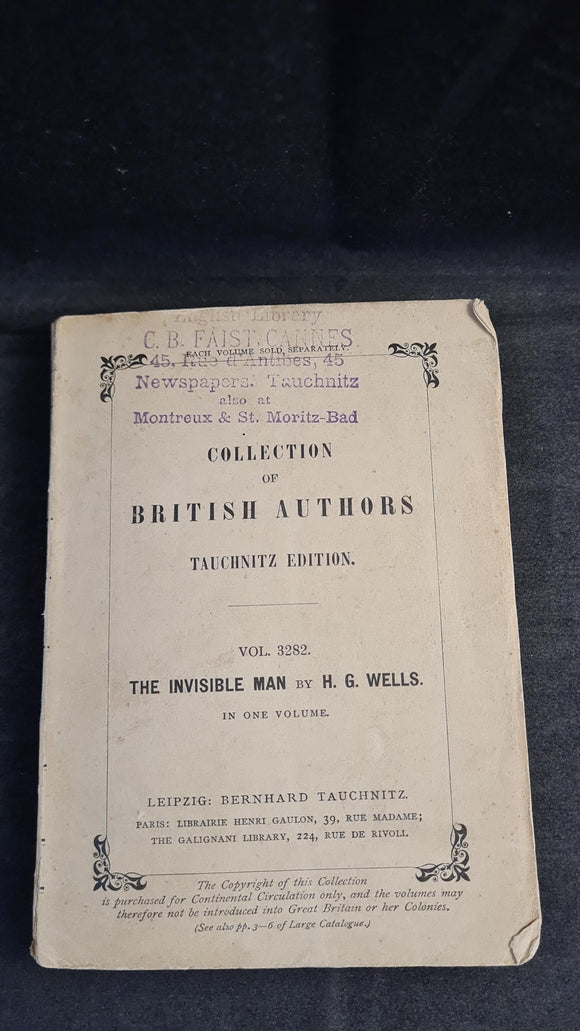 English Library
C. B. FAIST, CANNES
EACH VOLUME SOLD SEPARATELY.
45, Rue d'Antibes, 45
Newspapers. Tauchnitz
also at
Montreux & St. Moritz-Bad
COLLECTION
OF
BRITISH AUTHORS
TAUCHNITZ EDITION.
VOL. 3282.
THE INVISIBLE MAN BY H. G. WELLS.
IN ONE VOLUME.
LEIPZIG: BERNHARD TAUCHNITZ.
PARIS: LIBRAIRIE HENRI GAULON, 39, RUE MADAME;
THE GALIGNANI LIBRARY, 224, RUE DE RIVOLI.
The Copyright of this Collection
is purchased for Continental Circulation only, and the volumes may
therefore not be introduced into Great Britain or her Colonies.
(See also pp. 3—6 of Large Catalogue.)